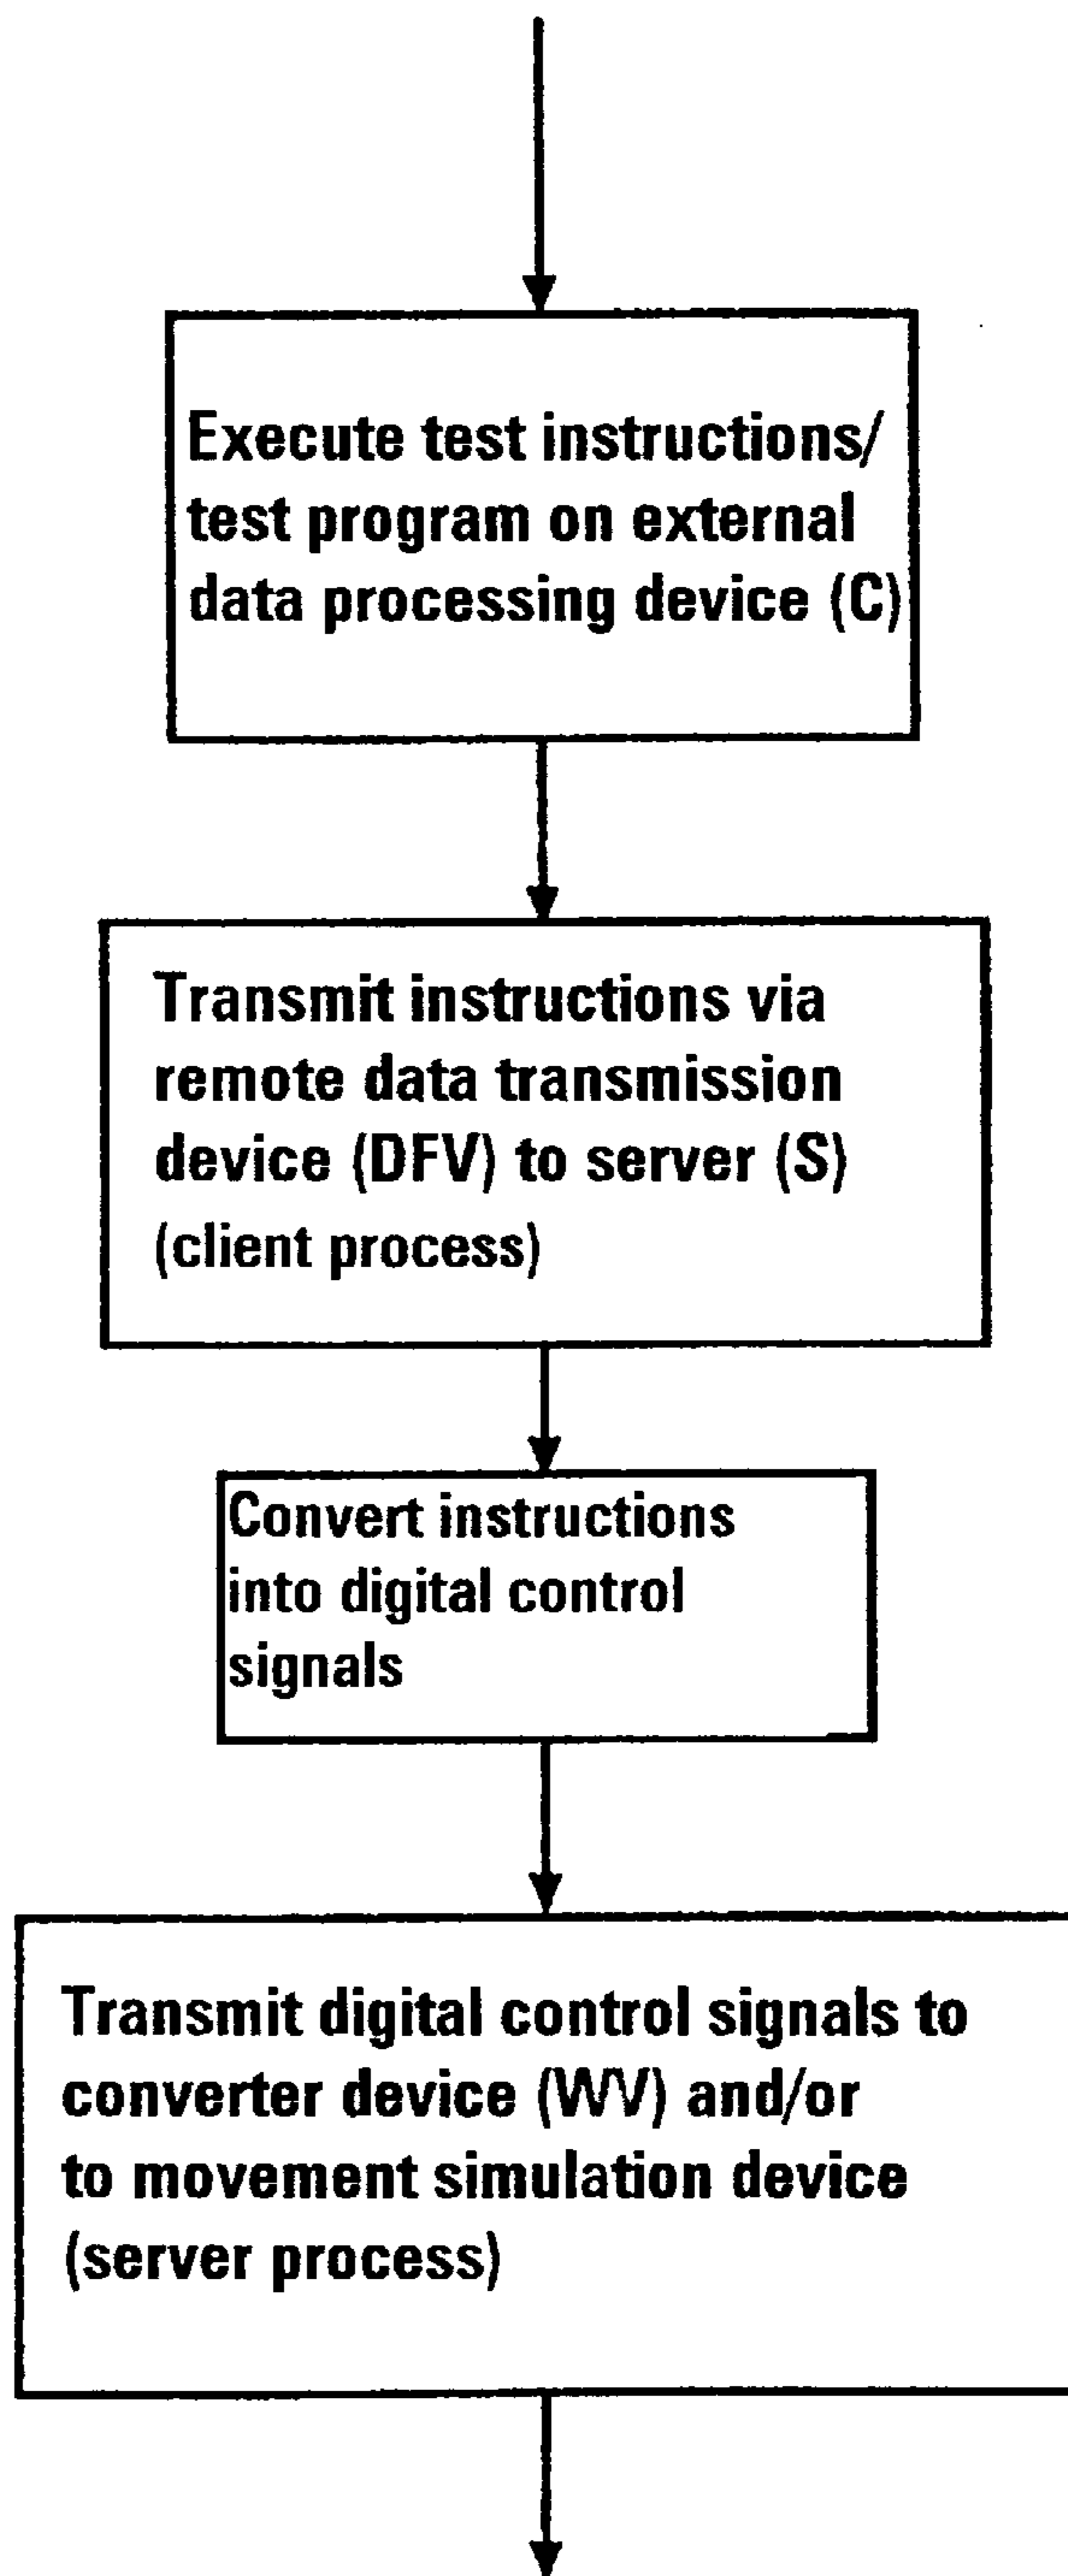 Execute test instructions/
test program on external
data processing device (C)
Transmit instructions via
remote data transmission
device (DFV) to server (S)
(client process)
Convert instructions
into digital control
signals
Transmit digital control signals to
converter device (WV) and/or
to movement simulation device
(server process)